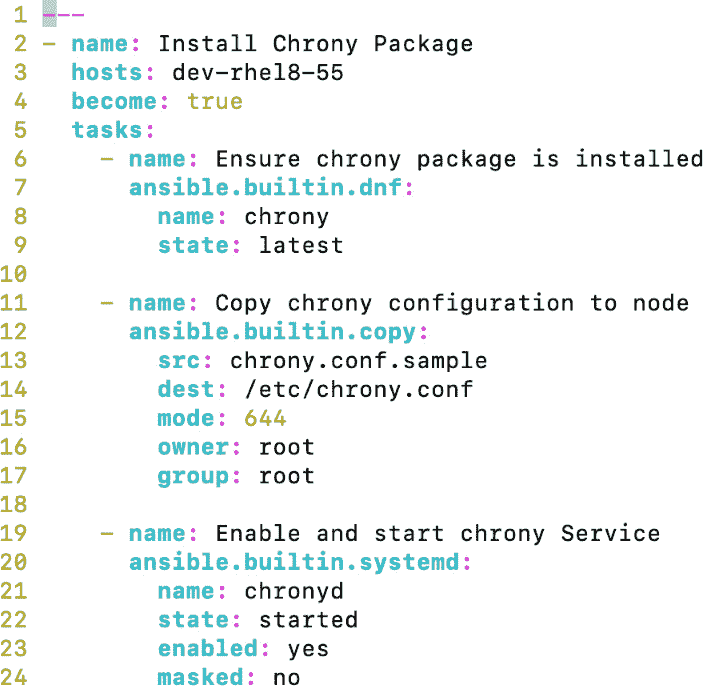 1 ---
2 - name: Install Chrony Package
3   hosts: dev-rhel8-55
4   become: true
5   tasks:
6     - name: Ensure chrony package is installed
7       ansible.builtin.dnf:
8         name: chrony
9         state: latest
10
11     - name: Copy chrony configuration to node
12       ansible.builtin.copy:
13         src: chrony.conf.sample
14         dest: /etc/chrony.conf
15         mode: 644
16         owner: root
17         group: root
18
19     - name: Enable and start chrony Service
20       ansible.builtin.systemd:
21         name: chronyd
22         state: started
23         enabled: yes
24         masked: no